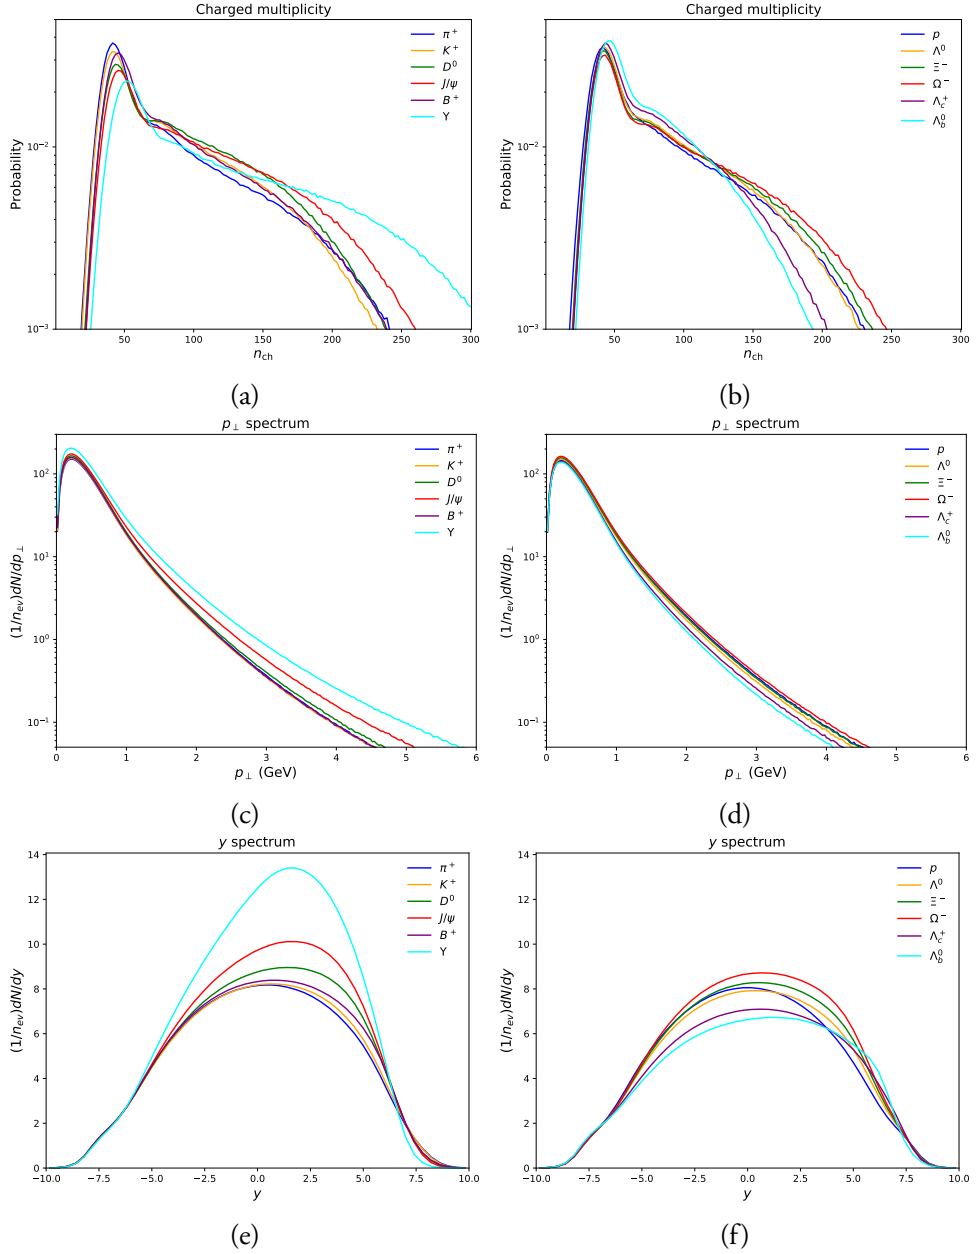 Charged multiplicity
Probability
10⁻²
10⁻³
π⁺
K⁺
D⁰
J/ψ
B⁺
Υ
50 100 150 200 250 300
n_ch
(a)
Charged multiplicity
Probability
10⁻²
10⁻³
p
Λ⁰
Ξ⁻
Ω⁻
Λ_c⁺
Λ_b⁰
50 100 150 200 250 300
n_ch
(b)
p_⊥ spectrum
(1/n_ev)dN/dp_⊥
10²
10¹
10⁰
10⁻¹
π⁺
K⁺
D⁰
J/ψ
B⁺
Υ
0 1 2 3 4 5 6
p_⊥ (GeV)
(c)
p_⊥ spectrum
(1/n_ev)dN/dp_⊥
10²
10¹
10⁰
10⁻¹
p
Λ⁰
Ξ⁻
Ω⁻
Λ_c⁺
Λ_b⁰
0 1 2 3 4 5 6
p_⊥ (GeV)
(d)
y spectrum
(1/n_ev)dN/dy
14
12
10
8
6
4
2
0
π⁺
K⁺
D⁰
J/ψ
B⁺
Υ
−10.0 −7.5 −5.0 −2.5 0.0 2.5 5.0 7.5 10.0
y
(e)
y spectrum
(1/n_ev)dN/dy
14
12
10
8
6
4
2
0
p
Λ⁰
Ξ⁻
Ω⁻
Λ_c⁺
Λ_b⁰
−10.0 −7.5 −5.0 −2.5 0.0 2.5 5.0 7.5 10.0
y
(f)